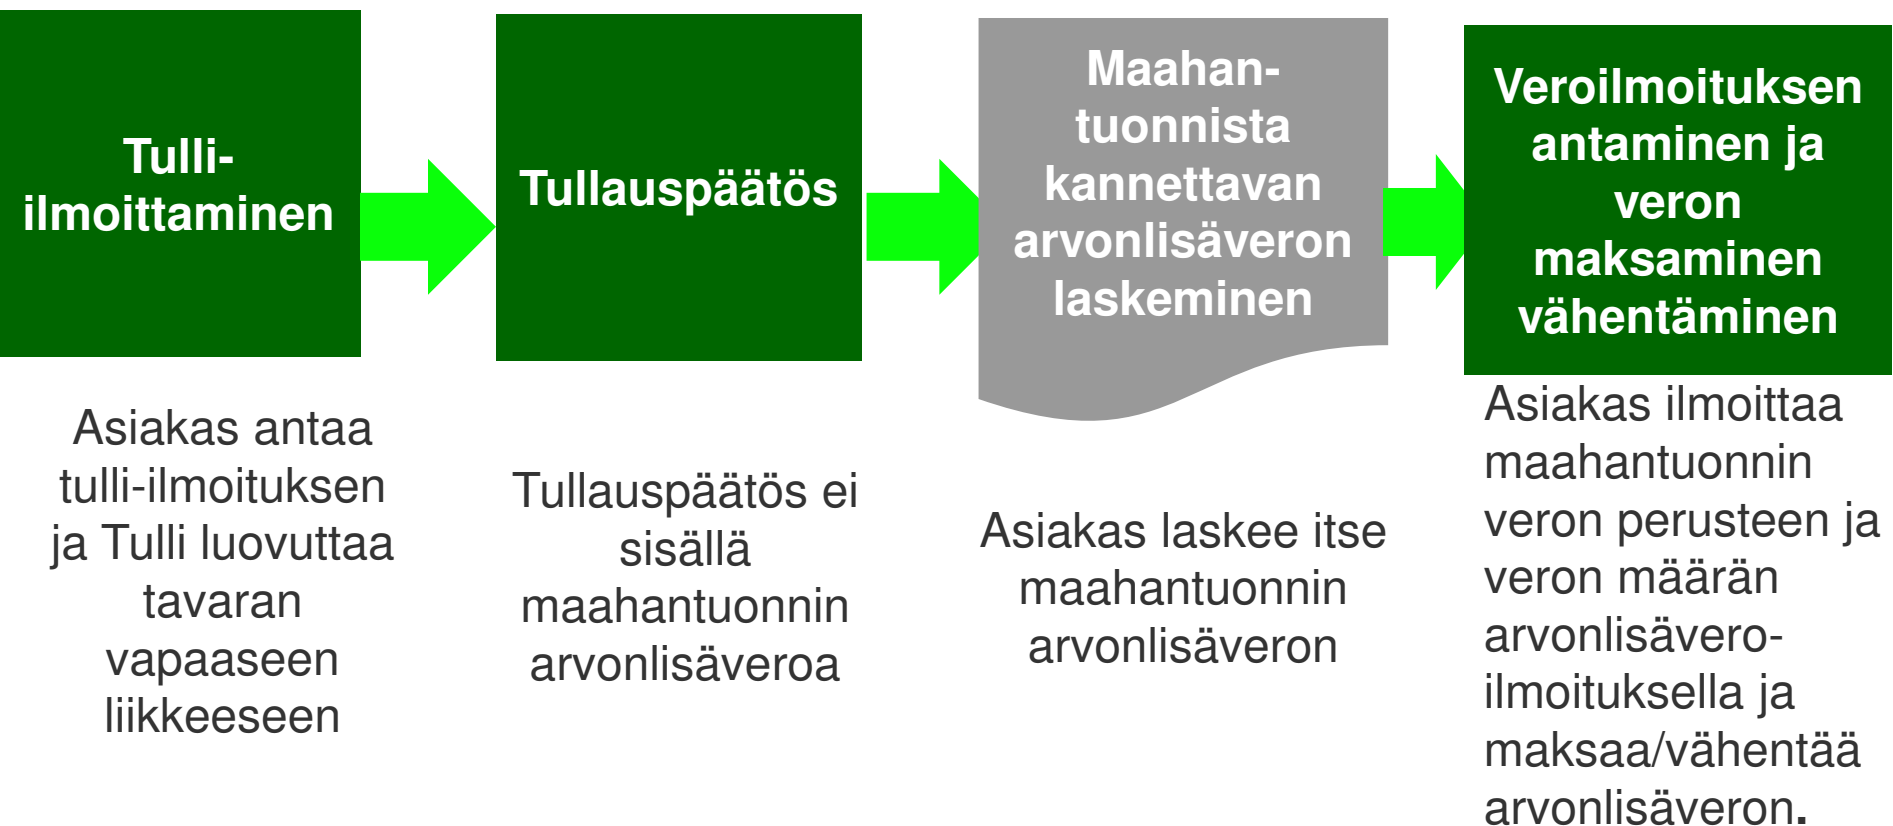 Tulli-
ilmoittaminen
Tullauspäätös
Maahan-
tuonnista
kannettavan
arvonlisäveron
laskeminen
Veroilmoituksen
antaminen ja
veron
maksaminen
vähentäminen
Asiakas antaa
tulli-ilmoituksen
ja Tulli luovuttaa
tavaran
vapaaseen
liikkeeseen
Tullauspäätös ei
sisällä
maahantuonnin
arvonlisäveroa
Asiakas laskee itse
maahantuonnin
arvonlisäveron
Asiakas ilmoittaa
maahantuonnin
veron perusteen ja
veron määrän
arvonlisävero-
ilmoituksella ja
maksaa/vähentää
arvonlisäveron.